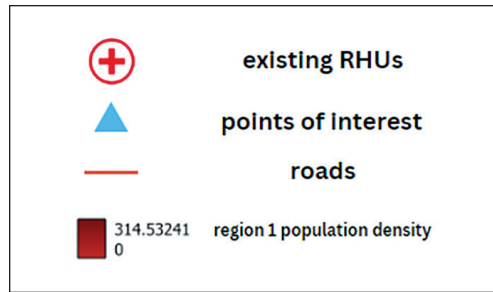 existing RHUs
points of interest
roads
314.53241 region 1 population density
0